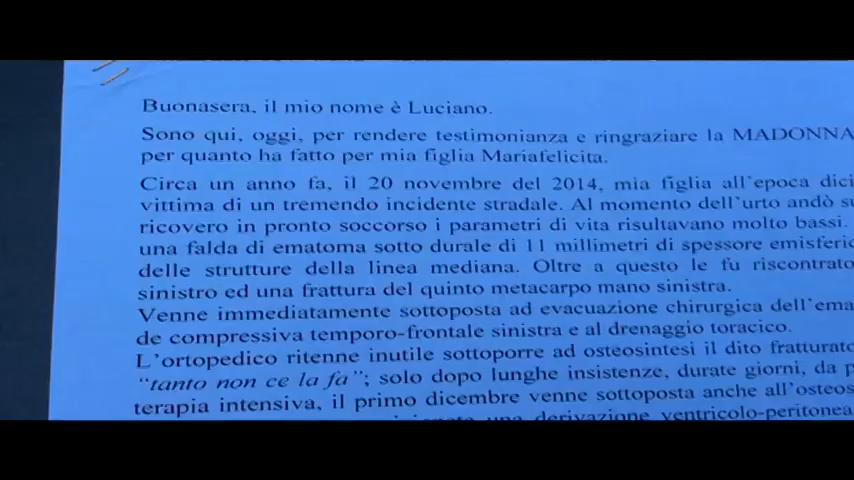 Buonasera, il mio nome è Luciano.
Sono qui, oggi, per rendere testimonianza e ringraziare la MADONNA
per quanto ha fatto per mia figlia Mariafelicita.
Circa un anno fa, il 20 novembre del 2014, mia figlia all'epoca dici
vittima di un tremendo incidente stradale. Al momento dell'urto andò su
ricovero in pronto soccorso i parametri di vita risultavano molto bassi.
una falda di ematoma sotto durale di 11 millimetri di spessore emisferic
delle strutture della linea mediana. Oltre a questo le fu riscontrato
sinistro ed una frattura del quinto metacarpo mano sinistra.
Venne immediatamente sottoposta ad evacuazione chirurgica dell'ema
de compressiva temporo-frontale sinistra e al drenaggio toracico.
L'ortopedico ritenne inutile sottoporre ad osteosintesi il dito fratturato
"tanto non ce la fa"; solo dopo lunghe insistenze, durate giorni, da p
terapia intensiva, il primo dicembre venne sottoposta anche all'osteos
una derivazione ventricolo-peritonea